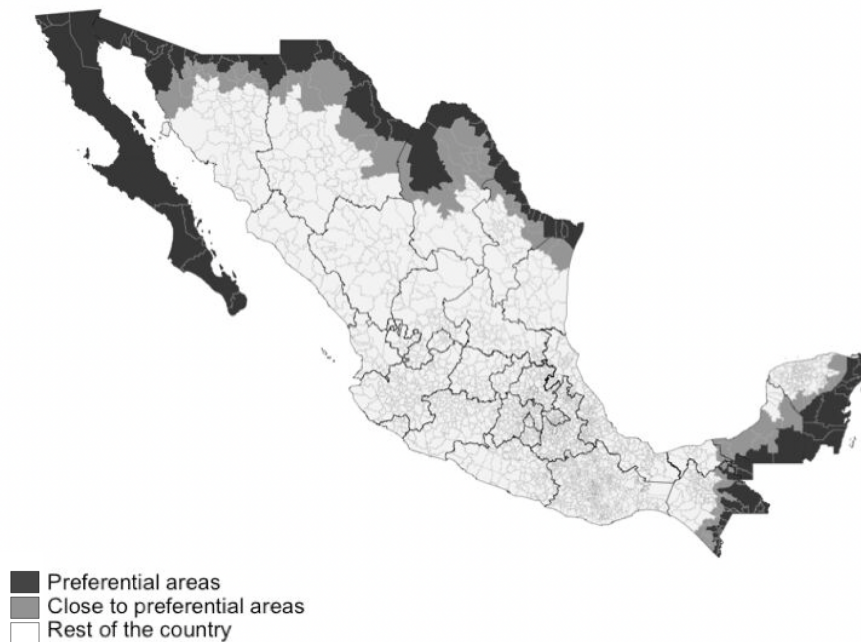 Preferential areas
Close to preferential areas
Rest of the country